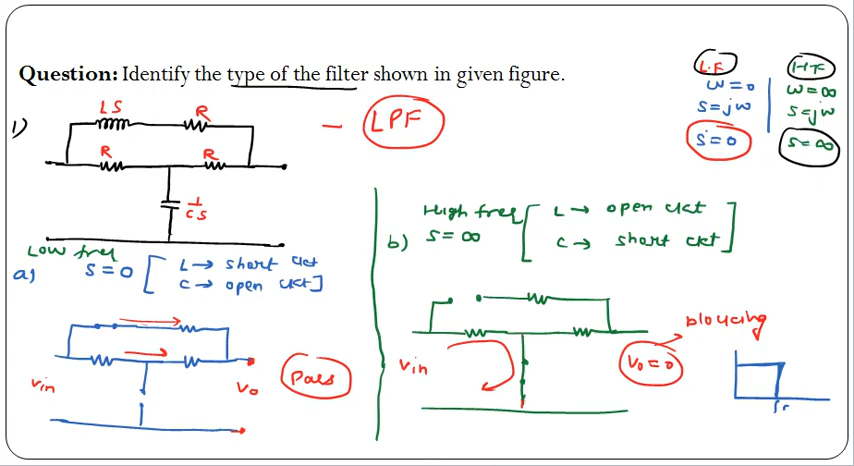 Question: Identify the type of the filter shown in given figure.
L.F
H.F
ω=0
ω=∞
S=jω
S=jω
S=0
S=∞
1)
LS
R
– LPF
R
R
1/CS
Low freq
a) S=0 [ L→ short ckt
C→ open ckt]
High freq
b) S=∞ [ L→ open ckt ]
C→ short ckt
Vin
Vo
Pass
Vin
Vo=0
blocking